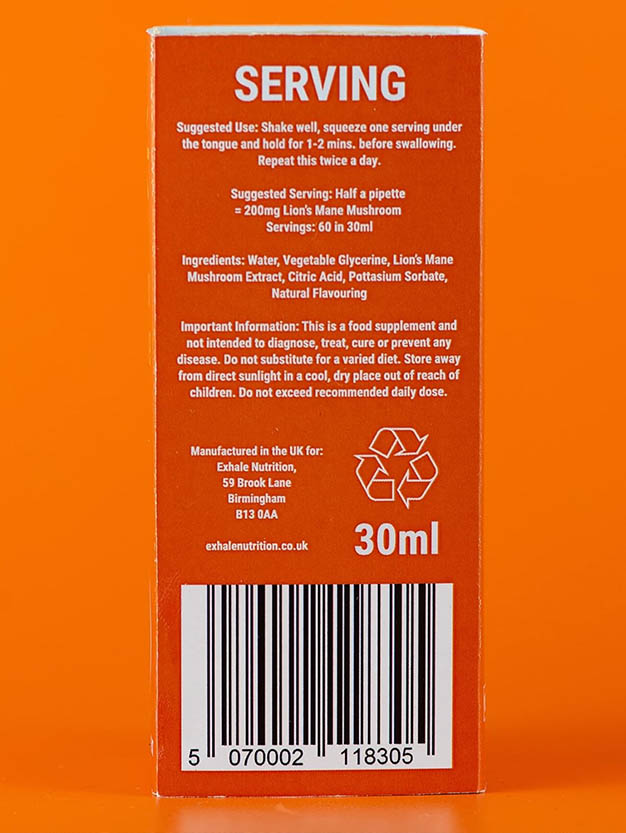 SERVING
Suggested Use: Shake well, squeeze one serving under
the tongue and hold for 1-2 mins. before swallowing.
Repeat this twice a day.
Suggested Serving: Half a pipette
= 200mg Lion's Mane Mushroom
Servings: 60 in 30ml
Ingredients: Water, Vegetable Glycerine, Lion's Mane
Mushroom Extract, Citric Acid, Pottasium Sorbate,
Natural Flavouring
Important Information: This is a food supplement and
not intended to diagnose, treat, cure or prevent any
disease. Do not substitute for a varied diet. Store away
from direct sunlight in a cool, dry place out of reach of
children. Do not exceed recommended daily dose.
Manufactured in the UK for:
Exhale Nutrition,
59 Brook Lane
Birmingham
B13 0AA
exhalenutrition.co.uk
30ml
5 070002 118305